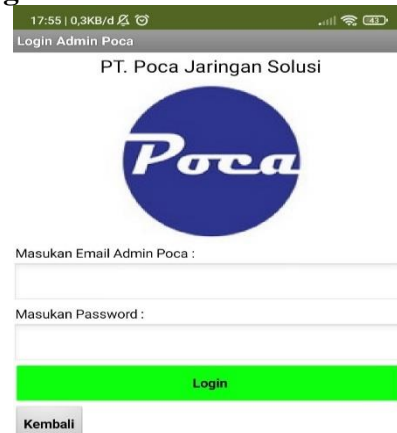 g
17:55 | 0,3KB/d
43
Login Admin Poca
PT. Poca Jaringan Solusi
Poca
Masukan Email Admin Poca :
Masukan Password :
Login
Kembali